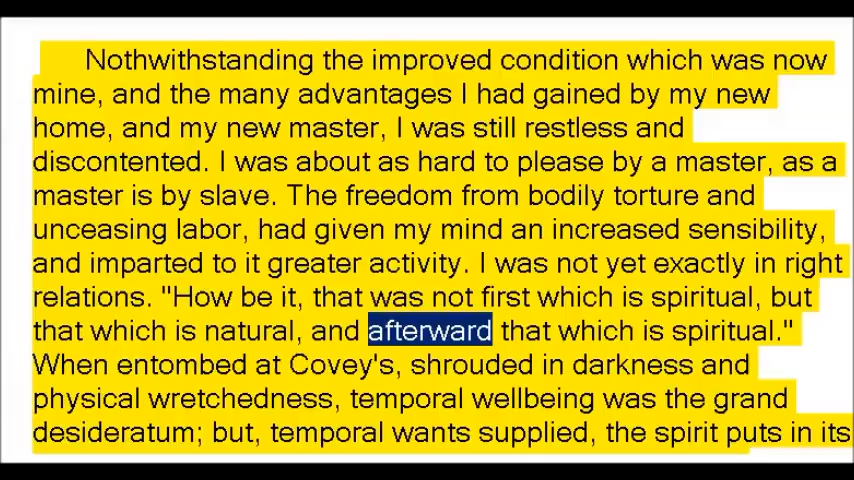 Nothwithstanding the improved condition which was now
mine, and the many advantages I had gained by my new
home, and my new master, I was still restless and
discontented. I was about as hard to please by a master, as a
master is by slave. The freedom from bodily torture and
unceasing labor, had given my mind an increased sensibility,
and imparted to it greater activity. I was not yet exactly in right
relations. "How be it, that was not first which is spiritual, but
that which is natural, and afterward that which is spiritual."
When entombed at Covey's, shrouded in darkness and
physical wretchedness, temporal wellbeing was the grand
desideratum; but, temporal wants supplied, the spirit puts in its